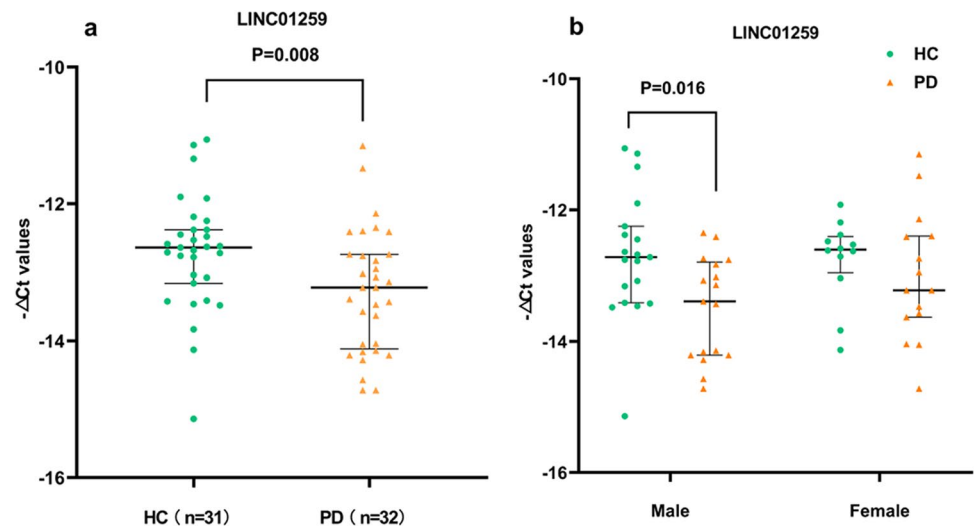 a
LINC01259
P=0.008
-ΔCt values
-10
-12
-14
-16
HC ( n=31)
PD ( n=32)
b
LINC01259
HC
PD
P=0.016
-ΔCt values
-10
-12
-14
-16
Male
Female